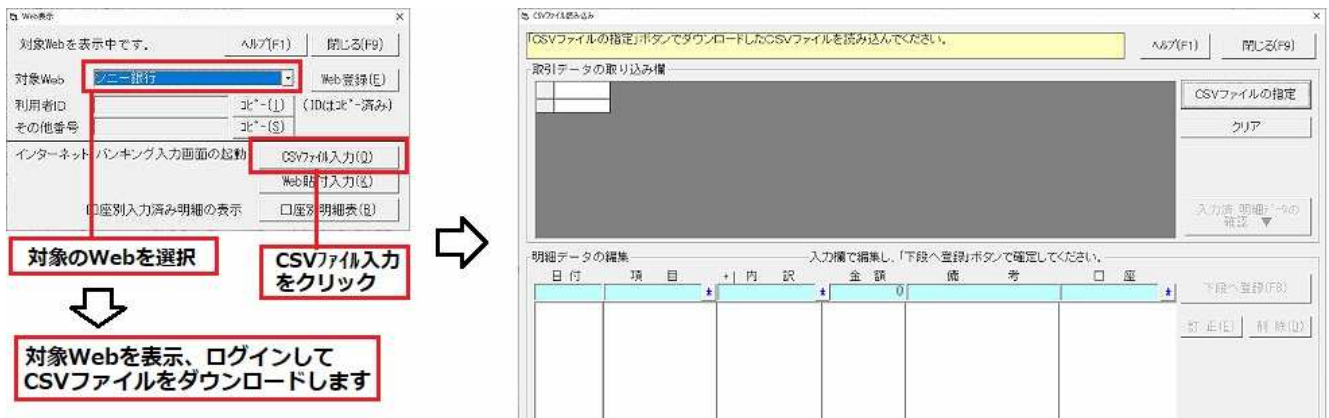 Web表示
×
対象Webを表示中です.
ヘルプ(F1)
閉じる(F9)
対象Web
ソニー銀行
Web登録(E)
利用者ID
コピー(I)
(IDはコピー済み)
その他番号
コピー(S)
インターネットバンキング入力画面の起動
CSVファイル入力(Q)
Web貼付入力(K)
口座別入力済み明細の表示
口座別明細表(B)
対象のWebを選択
CSVファイル入力
をクリック
対象Webを表示、ログインして
CSVファイルをダウンロードします
CSVファイル読み込み
×
「CSVファイルの指定」ボタンでダウンロードしたCSVファイルを読み込んでください。
ヘルプ(F1)
閉じる(F9)
取引データの取り込み欄
CSVファイルの指定
クリア
入力済 明細データの
確認 ▼
明細データの編集
入力欄で編集し、「下段へ登録」ボタンで確定してください。
日付 項目 +| 内訳 金額 備考 口座
0
下段へ登録(F8)
訂正(E)
削除(D)